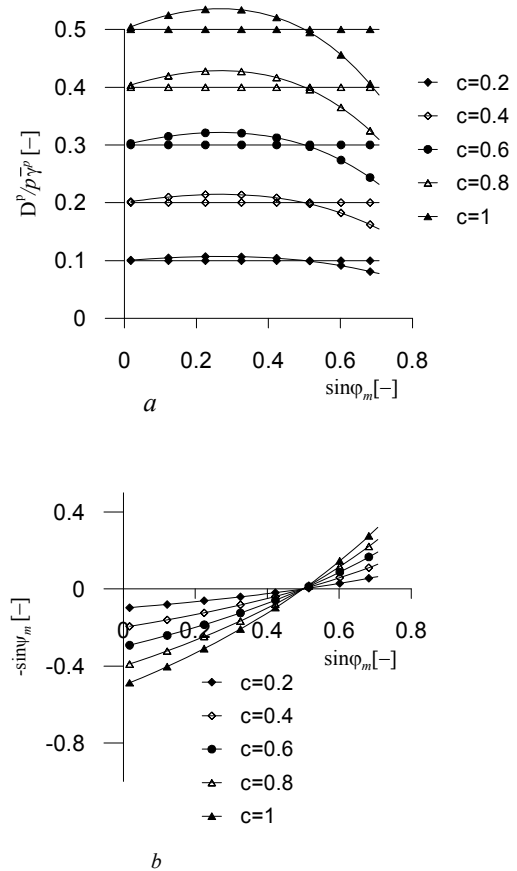 0.5
0.4
0.3
0.2
0.1
0
Dᵖ/p̄γ̄ᵖ [–]
0 0.2 0.4 0.6 0.8
sinφₘ[–]
c=0.2
c=0.4
c=0.6
c=0.8
c=1
a
0.4
0
-0.4
-0.8
-sinψₘ [–]
0 0.2 0.4 0.6 0.8
sinφₘ[–]
c=0.2
c=0.4
c=0.6
c=0.8
c=1
b